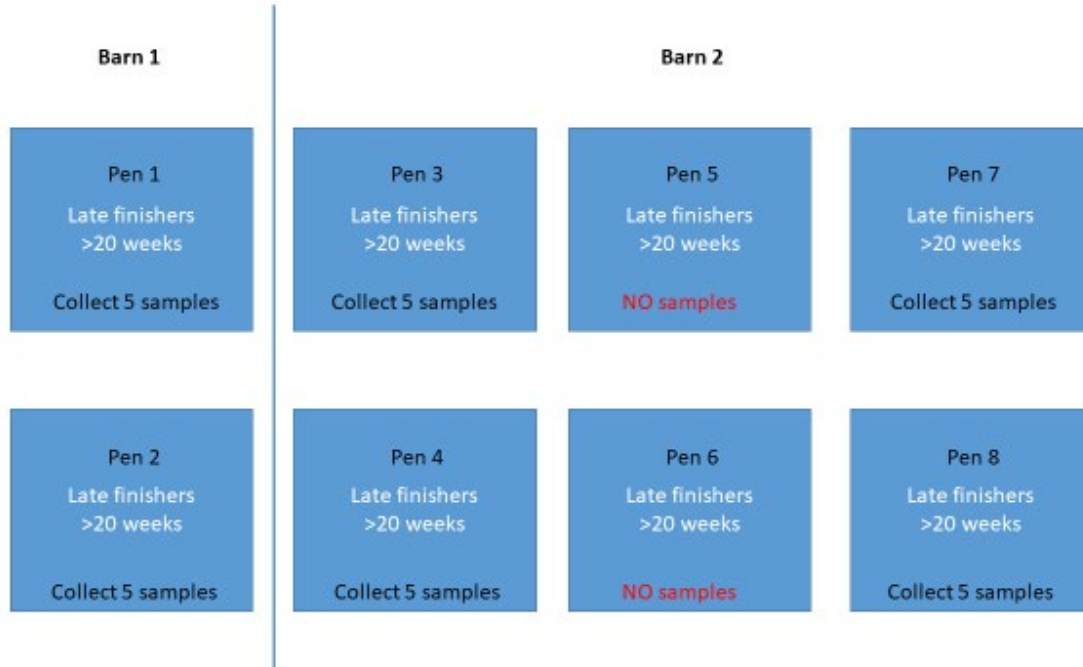 Barn 1
Barn 2
Pen 1
Late finishers
>20 weeks
Collect 5 samples
Pen 3
Late finishers
>20 weeks
Collect 5 samples
Pen 5
Late finishers
>20 weeks
NO samples
Pen 7
Late finishers
>20 weeks
Collect 5 samples
Pen 2
Late finishers
>20 weeks
Collect 5 samples
Pen 4
Late finishers
>20 weeks
Collect 5 samples
Pen 6
Late finishers
>20 weeks
NO samples
Pen 8
Late finishers
>20 weeks
Collect 5 samples